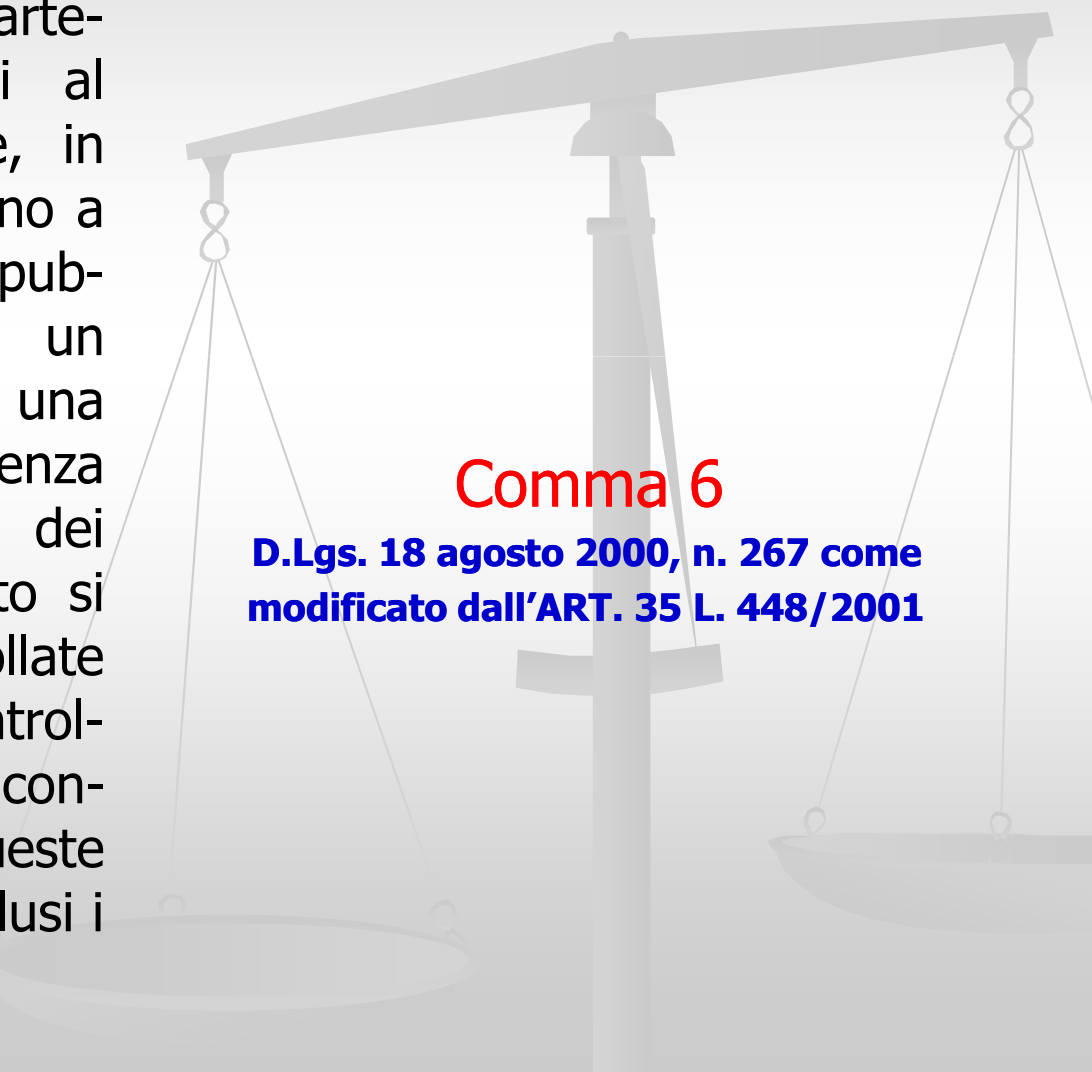 arte-
i al
e, in
no a
pub-
un
una
enza
dei
to si
ollate
ntrol-
con-
ueste
lusi i
Comma 6
D.Lgs. 18 agosto 2000, n. 267 come
modificato dall'ART. 35 L. 448/2001